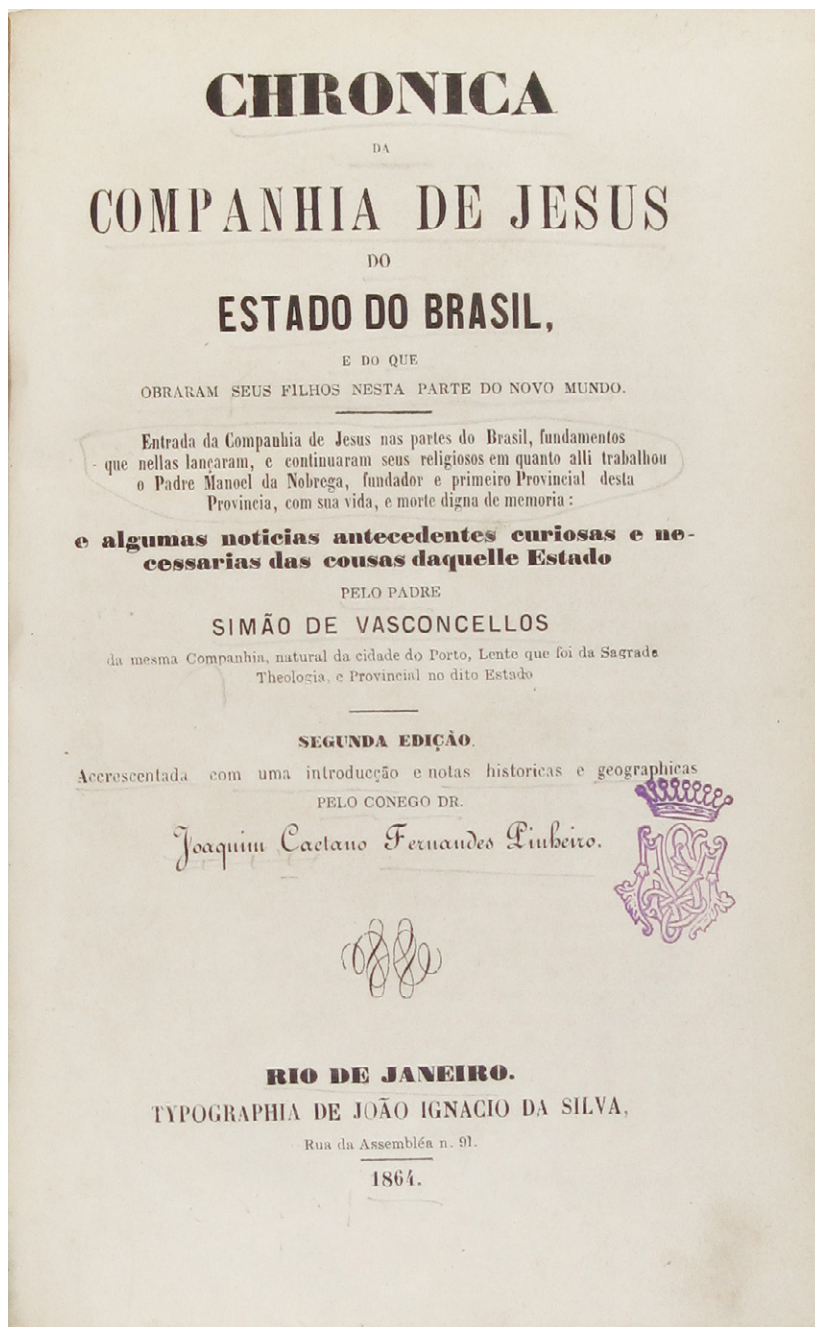 CHRONICA
DA
COMPANHIA DE JESUS
DO
ESTADO DO BRASIL,
E DO QUE
OBRARAM SEUS FILHOS NESTA PARTE DO NOVO MUNDO.
Entrada da Companhia de Jesus nas partes do Brasil, fundamentos
que nellas lançaram, e continuaram seus religiosos em quanto alli trabalhou
o Padre Manoel da Nobrega, fundador e primeiro Provincial desta
Provincia, com sua vida, e morte digna de memoria:
e algumas noticias antecedentes curiosas e ne-
cessarias das cousas daquelle Estado
PELO PADRE
SIMÃO DE VASCONCELLOS
da mesma Companhia, natural da cidade do Porto, Lente que foi da Sagrada
Theologia, e Provincial no dito Estado
SEGUNDA EDIÇÃO.
Accrescentada com uma introducção e notas historicas e geographicas
PELO CONEGO DR.
Joaquim Caetano Fernandes Pinheiro.
RIO DE JANEIRO.
TYPOGRAPHIA DE JOÃO IGNACIO DA SILVA,
Rua da Assembléa n. 91.
1864.